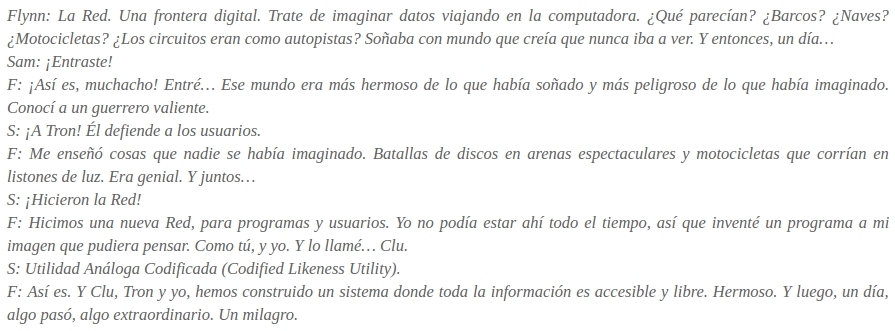 Flynn: La Red. Una frontera digital. Trate de imaginar datos viajando en la computadora. ¿Qué parecían? ¿Barcos? ¿Naves?
¿Motocicletas? ¿Los circuitos eran como autopistas? Soñaba con mundo que creía que nunca iba a ver. Y entonces, un día…
Sam: ¡Entraste!
F: ¡Así es, muchacho! Entré… Ese mundo era más hermoso de lo que había soñado y más peligroso de lo que había imaginado.
Conocí a un guerrero valiente.
S: ¡A Tron! Él defiende a los usuarios.
F: Me enseñó cosas que nadie se había imaginado. Batallas de discos en arenas espectaculares y motocicletas que corrían en
listones de luz. Era genial. Y juntos…
S: ¡Hicieron la Red!
F: Hicimos una nueva Red, para programas y usuarios. Yo no podía estar ahí todo el tiempo, así que inventé un programa a mi
imagen que pudiera pensar. Como tú, y yo. Y lo llamé… Clu.
S: Utilidad Análoga Codificada (Codified Likeness Utility).
F: Así es. Y Clu, Tron y yo, hemos construido un sistema donde toda la información es accesible y libre. Hermoso. Y luego, un día,
algo pasó, algo extraordinario. Un milagro.